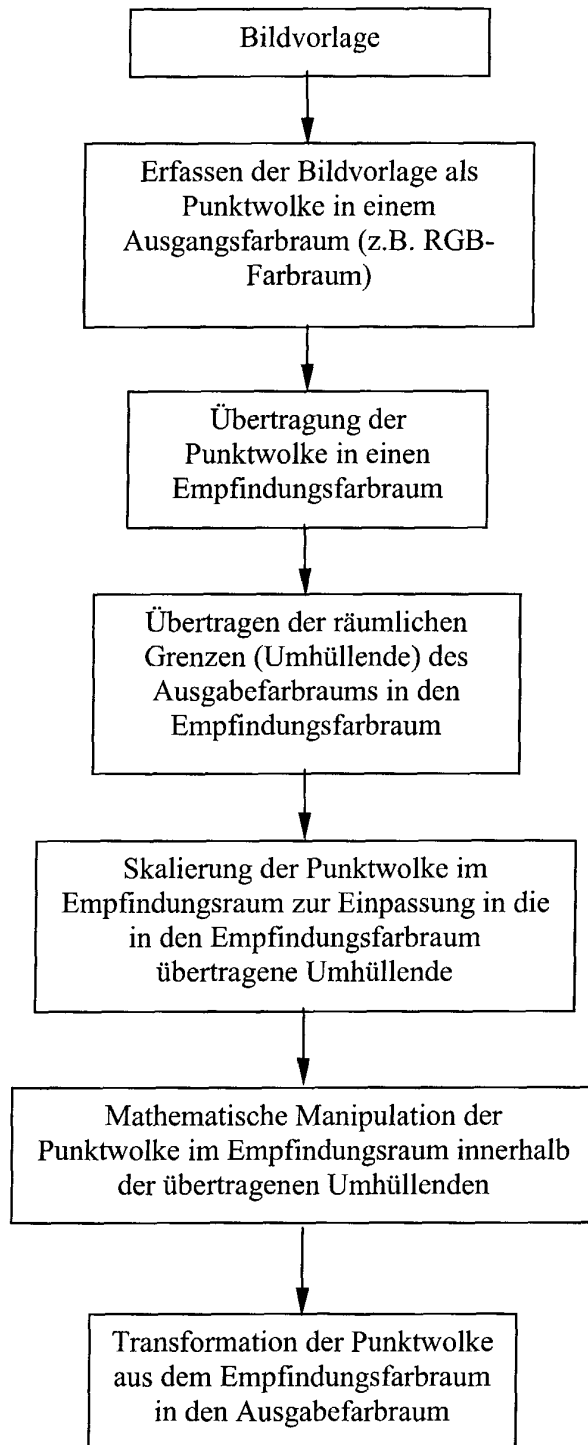 Bildvorlage
Erfassen der Bildvorlage als
Punktwolke in einem
Ausgangsfarbraum (z.B. RGB-
Farbraum)
Übertragung der
Punktwolke in einen
Empfindungsfarbraum
Übertragen der räumlichen
Grenzen (Umhüllende) des
Ausgabefarbraums in den
Empfindungsfarbraum
Skalierung der Punktwolke im
Empfindungsraum zur Einpassung in die
in den Empfindungsfarbraum
übertragene Umhüllende
Mathematische Manipulation der
Punktwolke im Empfindungsraum innerhalb
der übertragenen Umhüllenden
Transformation der Punktwolke
aus dem Empfindungsfarbraum
in den Ausgabefarbraum